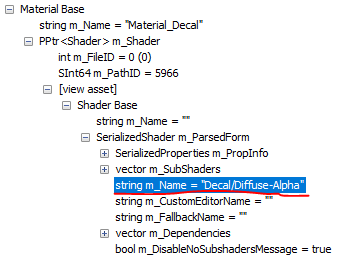 Material Base
string m_Name = "Material_Decal"
PPtr<Shader> m_Shader
int m_FileID = 0 (0)
SInt64 m_PathID = 5966
[view asset]
Shader Base
string m_Name = ""
SerializedShader m_ParsedForm
SerializedProperties m_PropInfo
vector m_SubShaders
string m_Name = "Decal/Diffuse-Alpha"
string m_CustomEditorName = ""
string m_FallbackName = ""
vector m_Dependencies
bool m_DisableNoSubshadersMessage = true